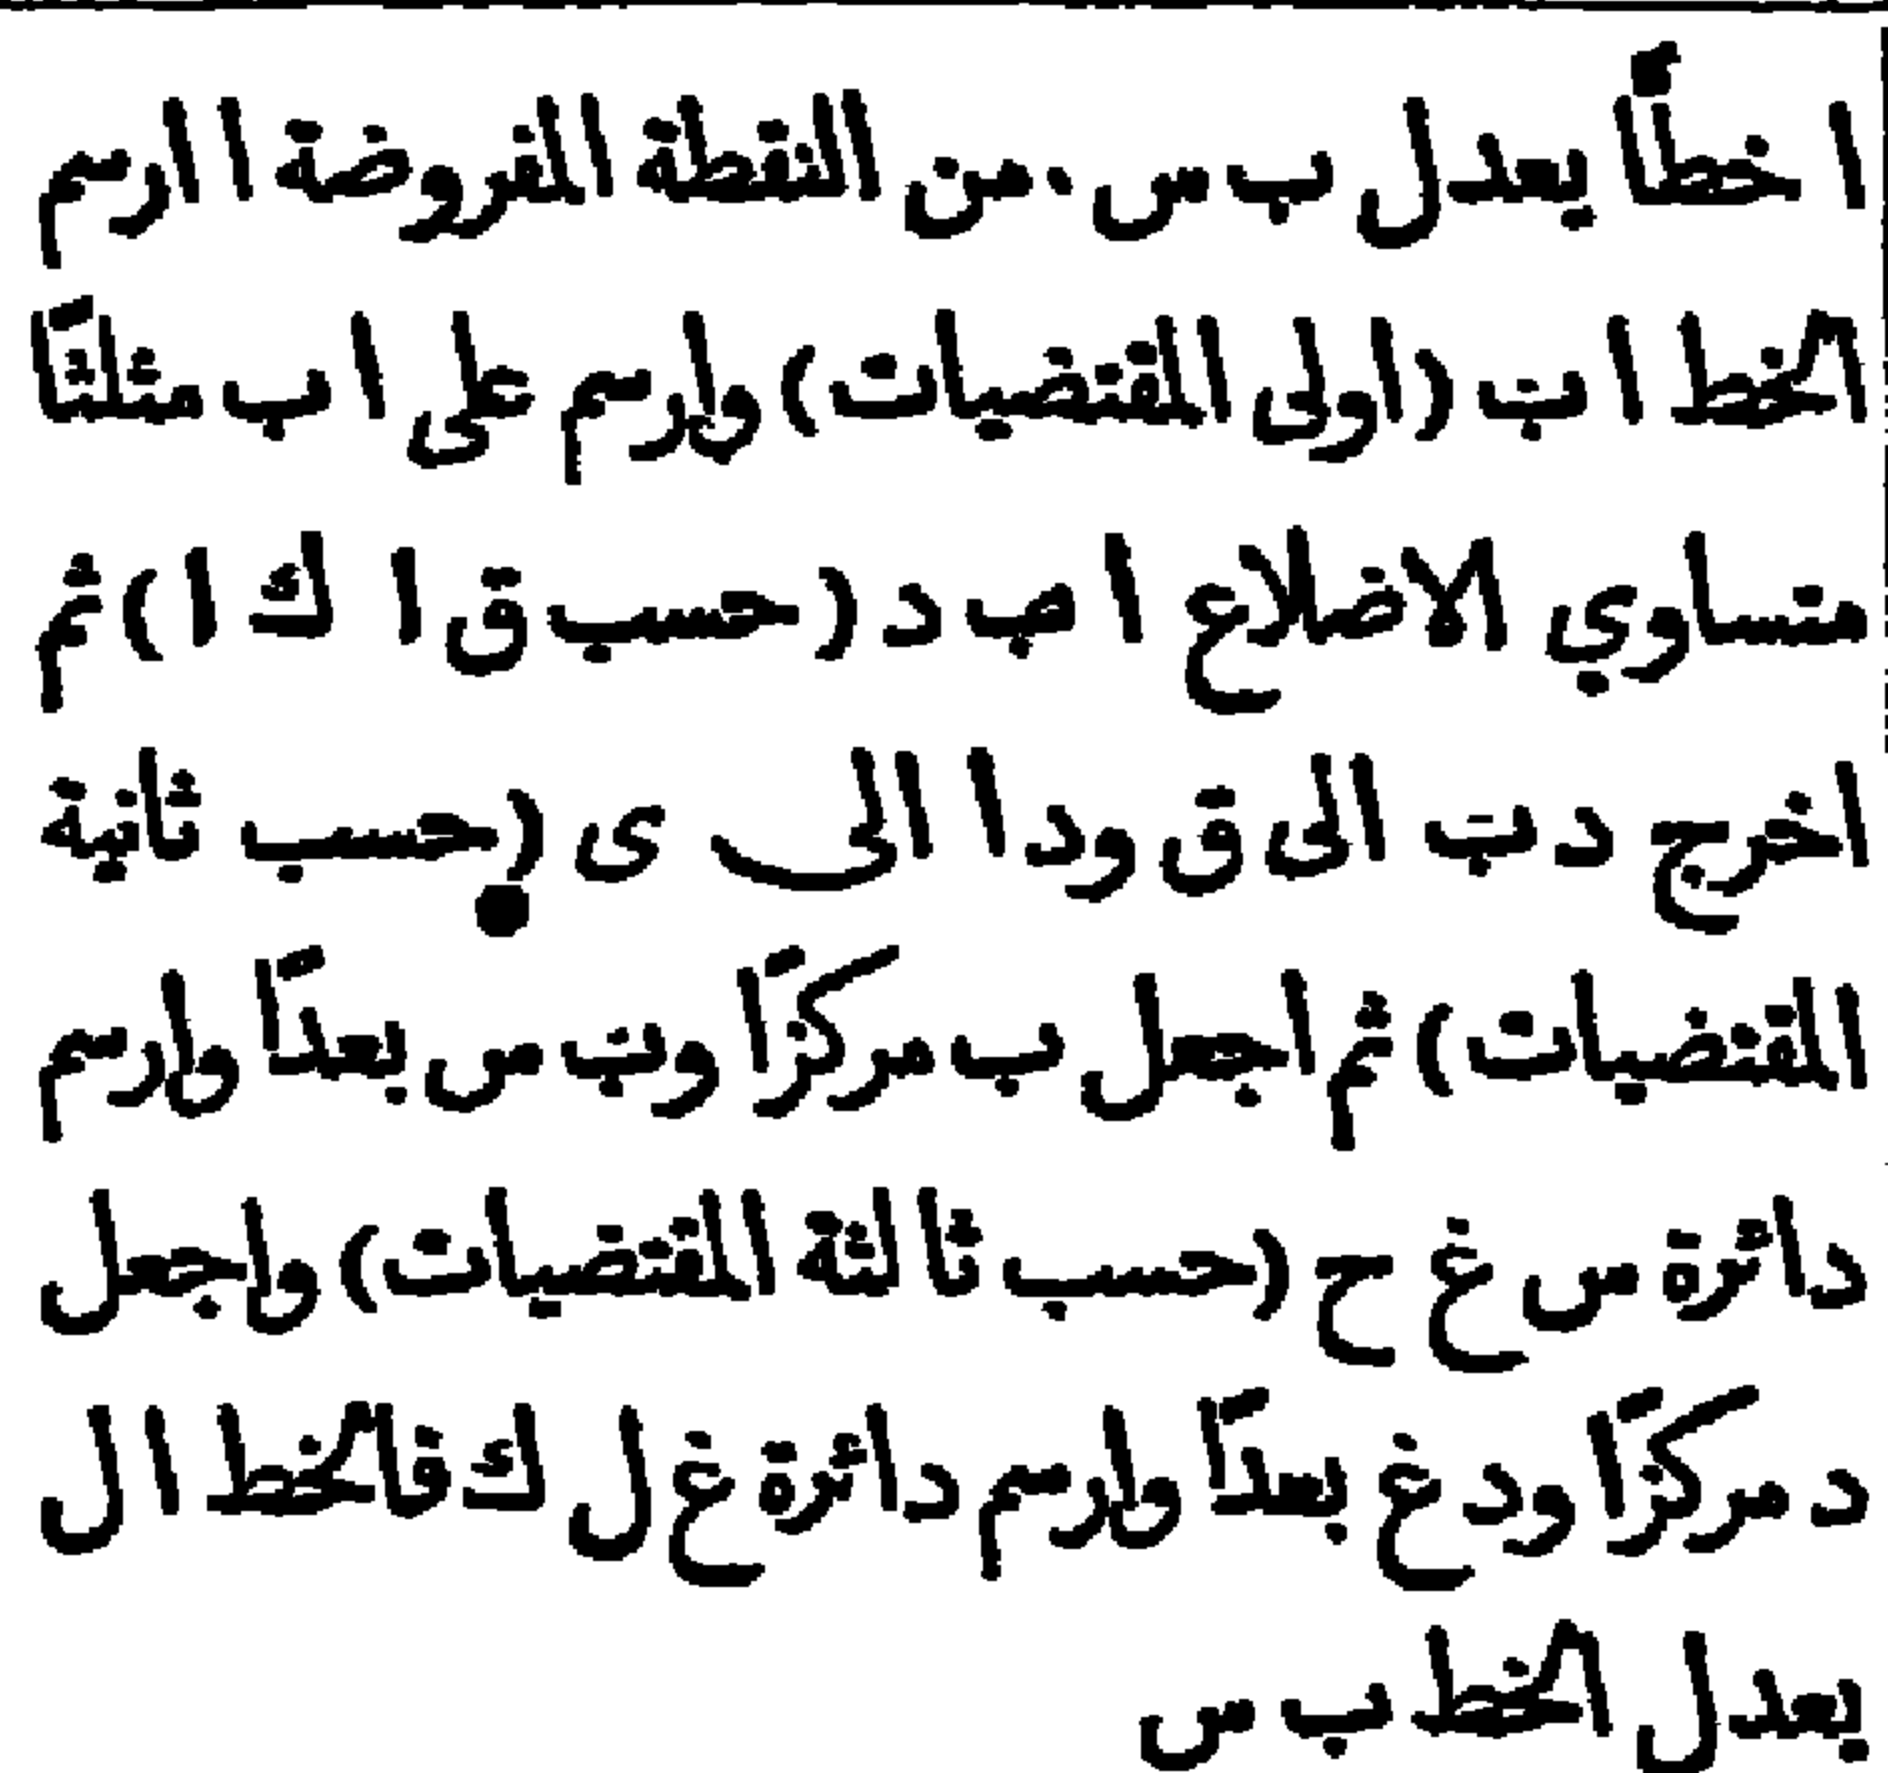 ا خطاً يعدل ب س . من النقطة المفروضة ا ارسم
الخط ا ب (اولى المقتضيات) وارسم على ا ب مثلثاً
متساوي الاضلاع ا ب د (حسب ق ا ك ا) ثم
اخرج د ب الى ق ود ا الى ى (حسب ثانية
المقتضيات) ثم اجعل ب مركزاً وب س بعداً وارسم
دائرة س غ ح (حسب ثالثة المقتضيات) واجعل
د مركزاً ود غ بعداً وارسم دائرة غ ل ك فالخط ا ل
يعدل الخط ب س